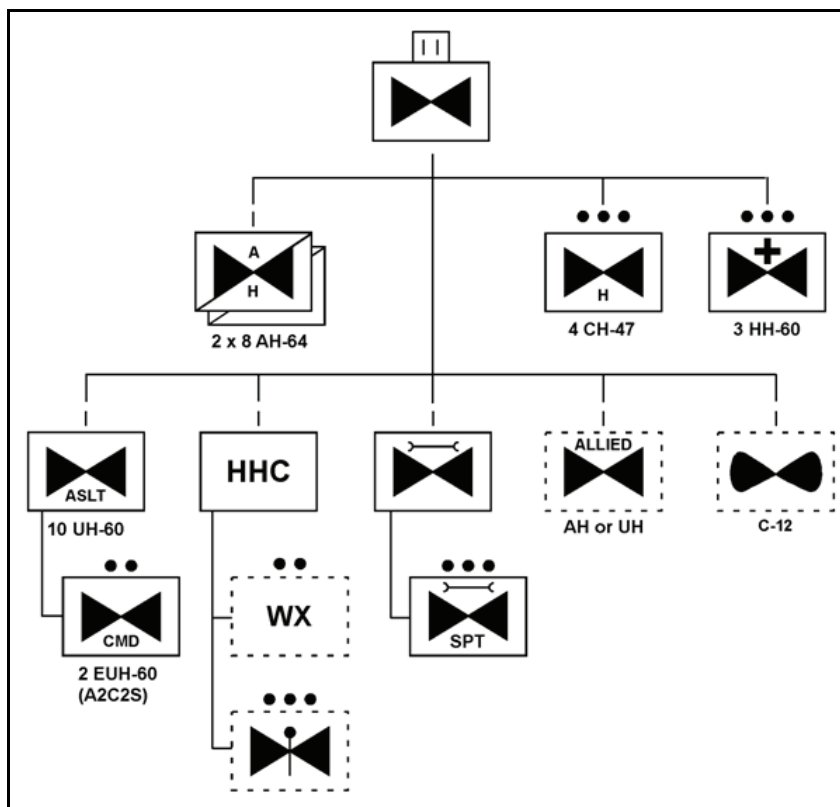 A
H
2 x 8 AH-64
H
4 CH-47
3 HH-60
ASLT
10 UH-60
HHC
ALLIED
AH or UH
C-12
CMD
2 EUH-60
(A2C2S)
WX
SPT